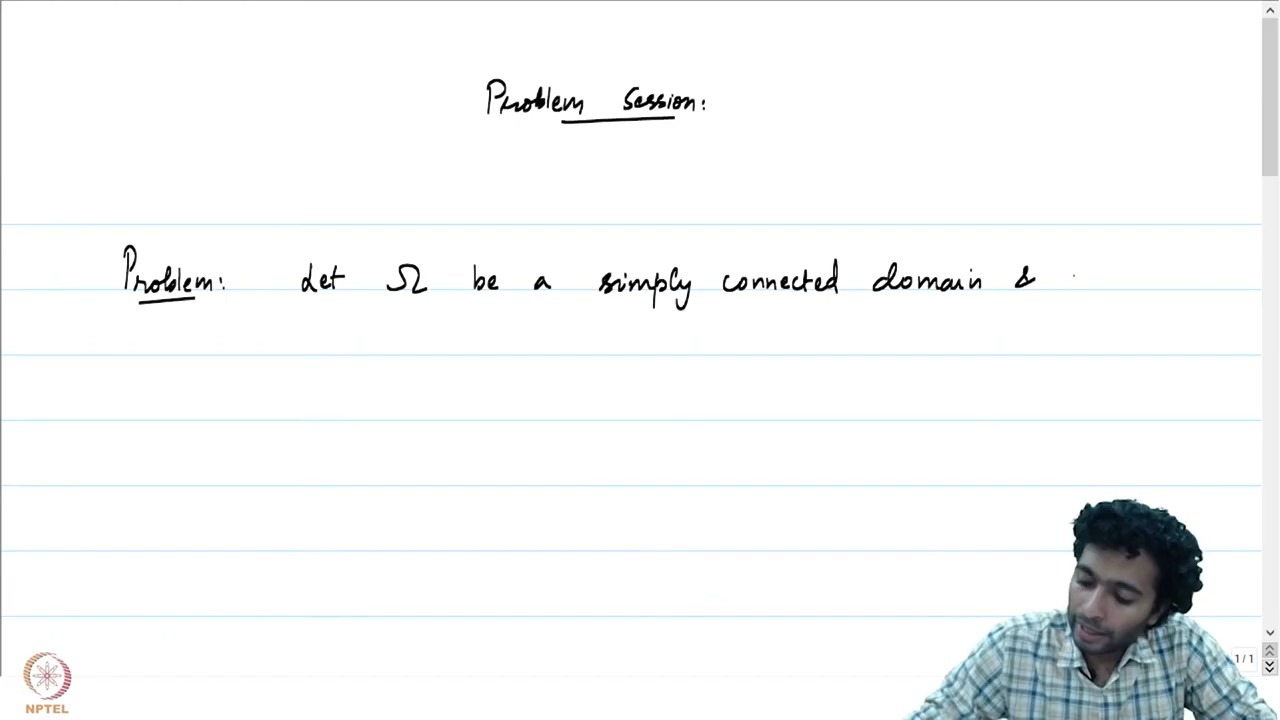 Problem Session:
Problem: Let Ω be a simply connected domain &
1/1
NPTEL